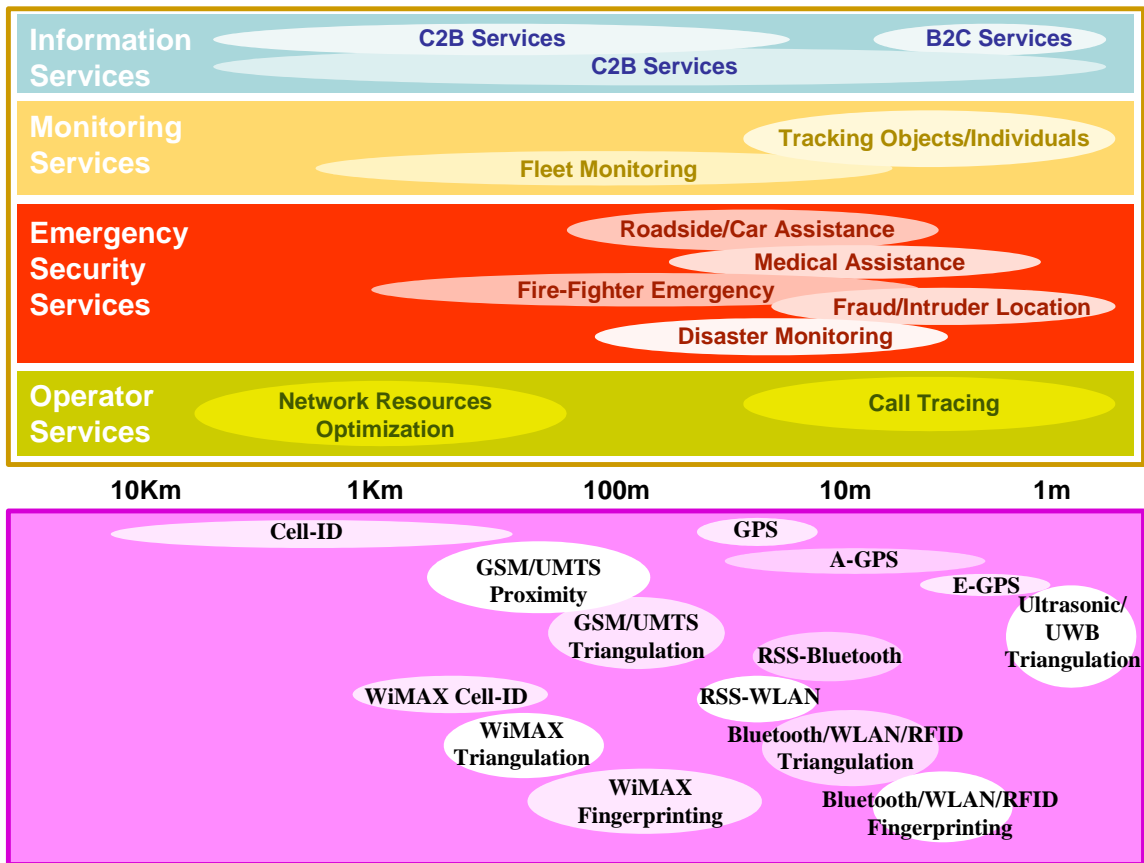 Information
Services
C2B Services
B2C Services
C2B Services
Monitoring
Services
Tracking Objects/Individuals
Fleet Monitoring
Emergency
Security
Services
Roadside/Car Assistance
Medical Assistance
Fire-Fighter Emergency
Fraud/Intruder Location
Disaster Monitoring
Operator
Services
Network Resources
Optimization
Call Tracing
10Km 1Km 100m 10m 1m
Cell-ID
GPS
A-GPS
GSM/UMTS
Proximity
E-GPS
Ultrasonic/
UWB
Triangulation
GSM/UMTS
Triangulation
RSS-Bluetooth
WiMAX Cell-ID
RSS-WLAN
WiMAX
Triangulation
Bluetooth/WLAN/RFID
Triangulation
WiMAX
Fingerprinting
Bluetooth/WLAN/RFID
Fingerprinting